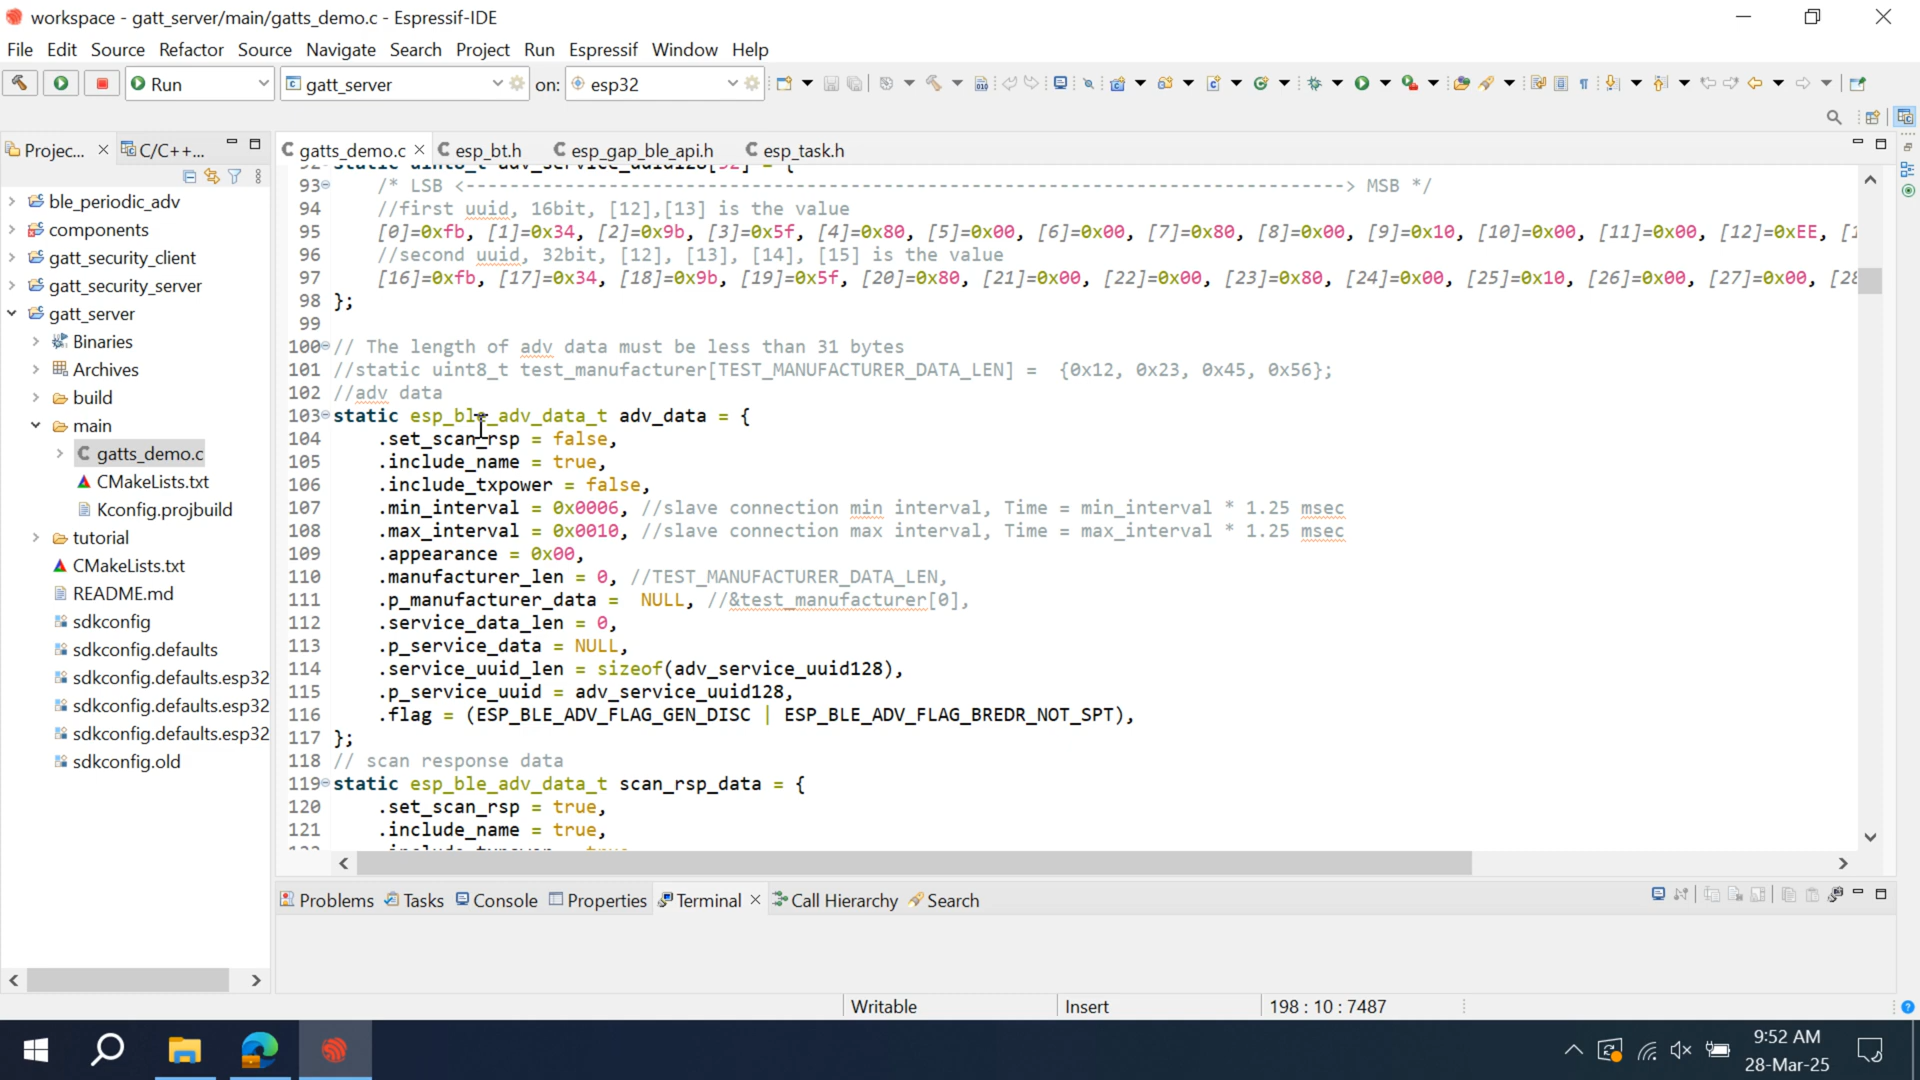 workspace - gatt_server/main/gatts_demo.c - Espressif-IDE
File Edit Source Refactor Source Navigate Search Project Run Espressif Window Help
Run gatt_server on: esp32
Projec... C/C++...
gatts_demo.c esp_bt.h esp_gap_ble_api.h esp_task.h
ble_periodic_adv
components
gatt_security_client
gatt_security_server
gatt_server
Binaries
Archives
build
main
gatts_demo.c
CMakeLists.txt
Kconfig.projbuild
tutorial
CMakeLists.txt
README.md
sdkconfig
sdkconfig.defaults
sdkconfig.defaults.esp32
sdkconfig.defaults.esp32
sdkconfig.defaults.esp32
sdkconfig.old
93 /* LSB <--------------------------------------------------------------------------------> MSB */
94 //first uuid, 16bit, [12],[13] is the value
95 [0]=0xfb, [1]=0x34, [2]=0x9b, [3]=0x5f, [4]=0x80, [5]=0x00, [6]=0x00, [7]=0x80, [8]=0x00, [9]=0x10, [10]=0x00, [11]=0x00, [12]=0xEE,
96 //second uuid, 32bit, [12], [13], [14], [15] is the value
97 [16]=0xfb, [17]=0x34, [18]=0x9b, [19]=0x5f, [20]=0x80, [21]=0x00, [22]=0x00, [23]=0x80, [24]=0x00, [25]=0x10, [26]=0x00, [27]=0x00,
98 };
99
100 // The length of adv data must be less than 31 bytes
101 //static uint8_t test_manufacturer[TEST_MANUFACTURER_DATA_LEN] =  {0x12, 0x23, 0x45, 0x56};
102 //adv data
103 static esp_ble_adv_data_t adv_data = {
104 .set_scan_rsp = false,
105 .include_name = true,
106 .include_txpower = false,
107 .min_interval = 0x0006, //slave connection min interval, Time = min_interval * 1.25 msec
108 .max_interval = 0x0010, //slave connection max interval, Time = max_interval * 1.25 msec
109 .appearance = 0x00,
110 .manufacturer_len = 0, //TEST_MANUFACTURER_DATA_LEN,
111 .p_manufacturer_data =  NULL, //&test_manufacturer[0],
112 .service_data_len = 0,
113 .p_service_data = NULL,
114 .service_uuid_len = sizeof(adv_service_uuid128),
115 .p_service_uuid = adv_service_uuid128,
116 .flag = (ESP_BLE_ADV_FLAG_GEN_DISC | ESP_BLE_ADV_FLAG_BREDR_NOT_SPT),
117 };
118 // scan response data
119 static esp_ble_adv_data_t scan_rsp_data = {
120 .set_scan_rsp = true,
121 .include_name = true,
Problems Tasks Console Properties Terminal Call Hierarchy Search
Writable Insert 198 : 10 : 7487
9:52 AM
28-Mar-25